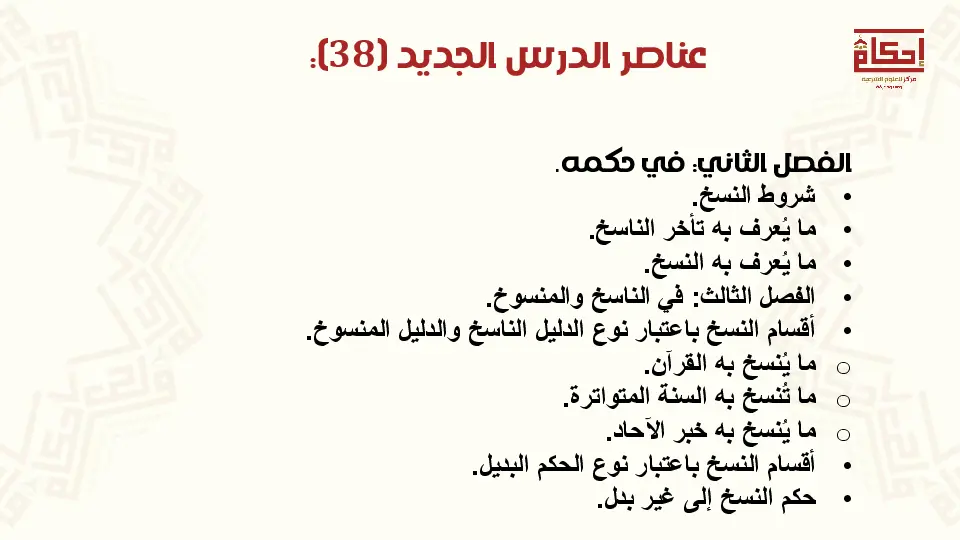 عناصر الدرس الجديد (38):
إحكام
مركز للعلوم الشرعية
الفصل الثاني: في حكمه.
• شروط النسخ.
• ما يُعرف به تأخر الناسخ.
• ما يُعرف به النسخ.
• الفصل الثالث: في الناسخ والمنسوخ.
• أقسام النسخ باعتبار نوع الدليل الناسخ والدليل المنسوخ.
o ما يُنسخ به القرآن.
o ما تُنسخ به السنة المتواترة.
o ما يُنسخ به خبر الآحاد.
• أقسام النسخ باعتبار نوع الحكم البديل.
• حكم النسخ إلى غير بدل.